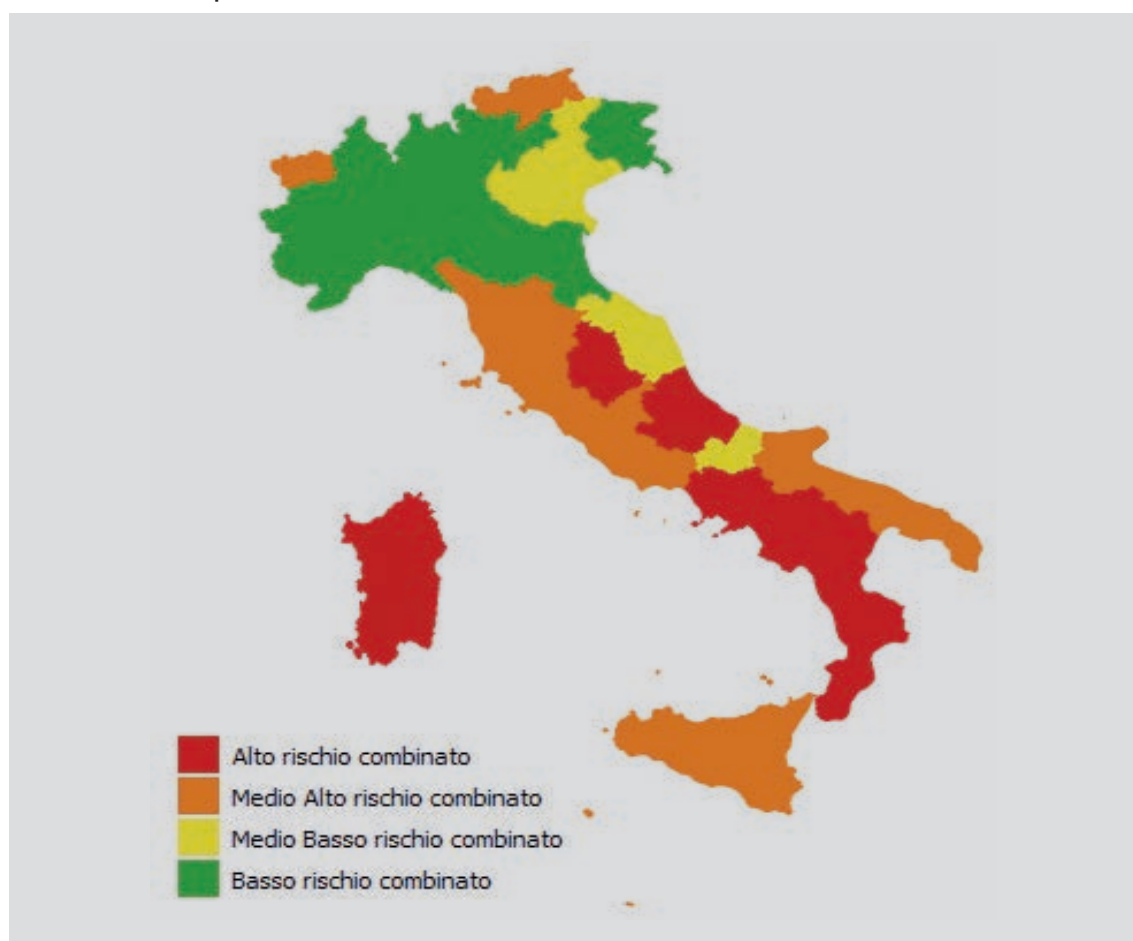 Alto rischio combinato
Medio Alto rischio combinato
Medio Basso rischio combinato
Basso rischio combinato